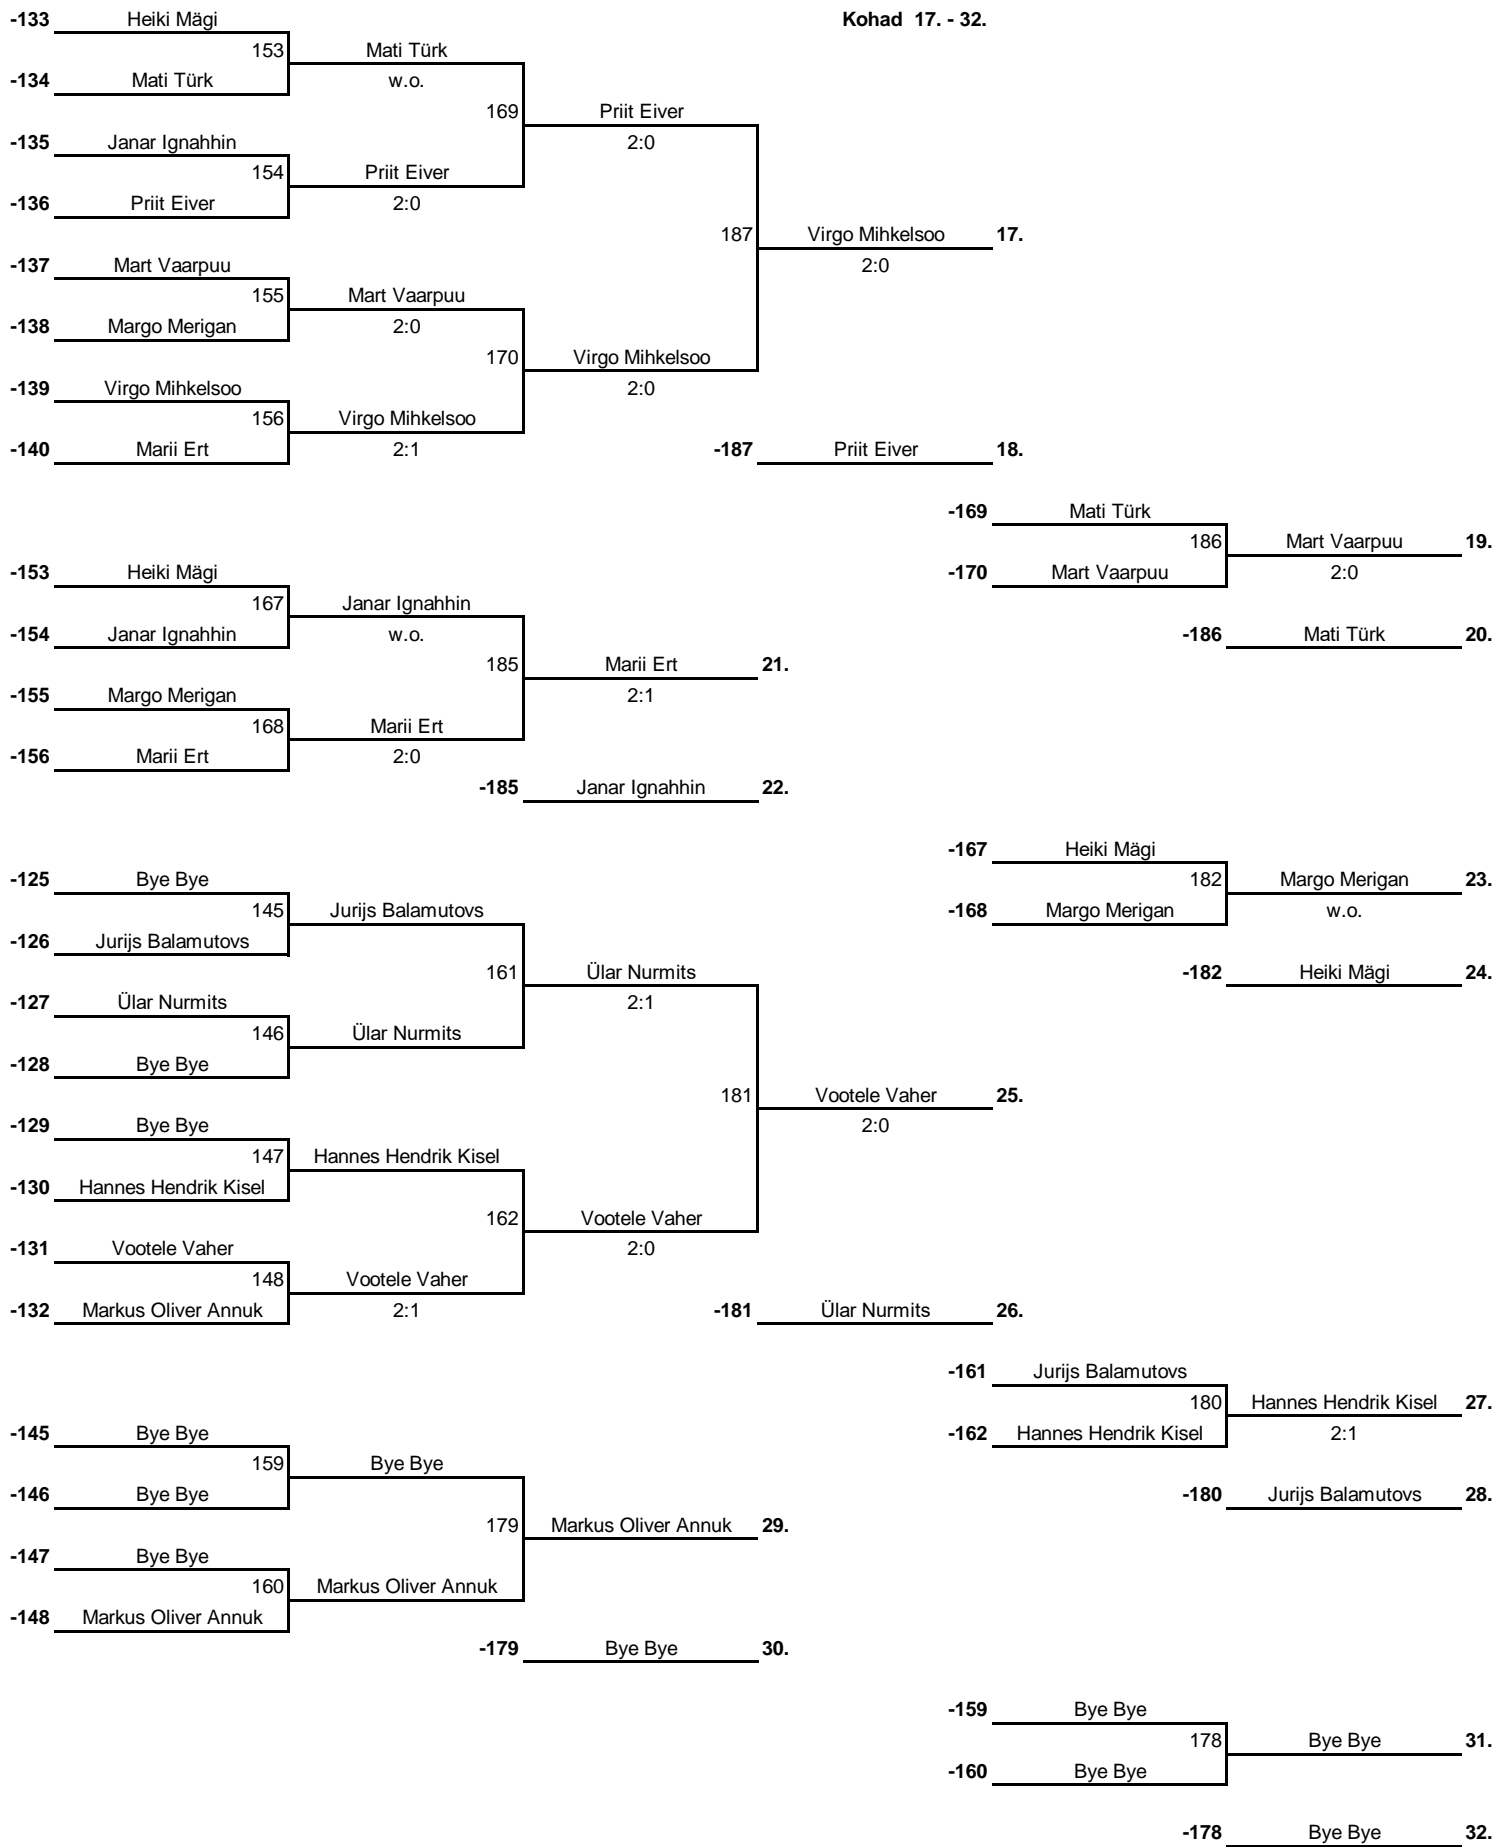 -133 Heiki Mägi Kohad 17. - 32.
153 Mati Türk
-134 Mati Türk w.o.
169 Priit Eiver
-135 Janar Ignahhin 2:0
154 Priit Eiver
-136 Priit Eiver 2:0
187 Virgo Mihkelsoo 17.
-137 Mart Vaarpuu 2:0
155 Mart Vaarpuu
-138 Margo Merigan 2:0
170 Virgo Mihkelsoo
-139 Virgo Mihkelsoo 2:0
156 Virgo Mihkelsoo
-140 Marii Ert 2:1 -187 Priit Eiver 18.
-169 Mati Türk
186 Mart Vaarpuu 19.
-153 Heiki Mägi -170 Mart Vaarpuu 2:0
167 Janar Ignahhin
-154 Janar Ignahhin w.o. -186 Mati Türk 20.
185 Marii Ert 21.
-155 Margo Merigan 2:1
168 Marii Ert
-156 Marii Ert 2:0
-185 Janar Ignahhin 22.
-167 Heiki Mägi
-125 Bye Bye 182 Margo Merigan 23.
145 Jurijs Balamutovs -168 Margo Merigan w.o.
-126 Jurijs Balamutovs
161 Ülar Nurmits -182 Heiki Mägi 24.
-127 Ülar Nurmits 2:1
146 Ülar Nurmits
-128 Bye Bye
181 Vootele Vaher 25.
-129 Bye Bye 2:0
147 Hannes Hendrik Kisel
-130 Hannes Hendrik Kisel
162 Vootele Vaher
-131 Vootele Vaher 2:0
148 Vootele Vaher
-132 Markus Oliver Annuk 2:1 -181 Ülar Nurmits 26.
-161 Jurijs Balamutovs
180 Hannes Hendrik Kisel 27.
-145 Bye Bye -162 Hannes Hendrik Kisel 2:1
159 Bye Bye
-146 Bye Bye -180 Jurijs Balamutovs 28.
179 Markus Oliver Annuk 29.
-147 Bye Bye
160 Markus Oliver Annuk
-148 Markus Oliver Annuk
-179 Bye Bye 30.
-159 Bye Bye
178 Bye Bye 31.
-160 Bye Bye
-178 Bye Bye 32.